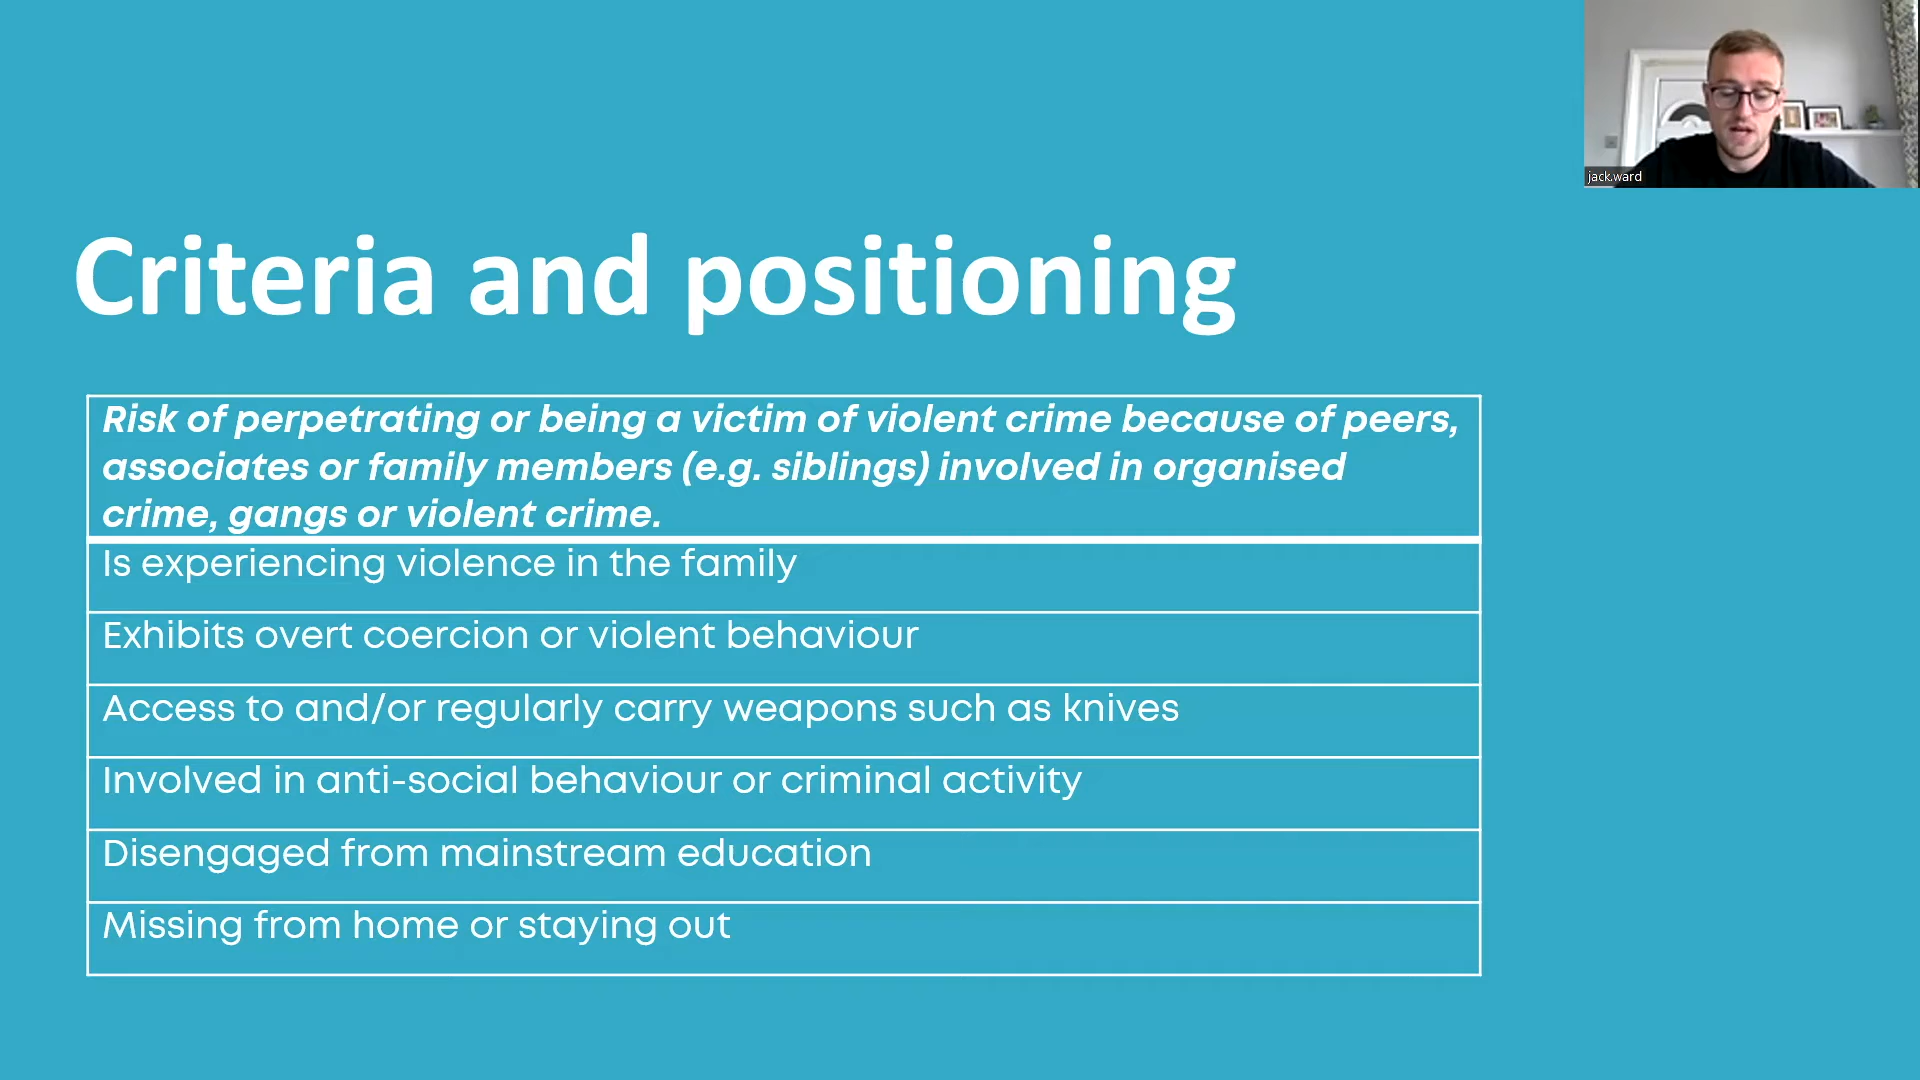 jack.ward
Criteria and positioning
Risk of perpetrating or being a victim of violent crime because of peers,
associates or family members (e.g. siblings) involved in organised
crime, gangs or violent crime.
Is experiencing violence in the family
Exhibits overt coercion or violent behaviour
Access to and/or regularly carry weapons such as knives
Involved in anti-social behaviour or criminal activity
Disengaged from mainstream education
Missing from home or staying out